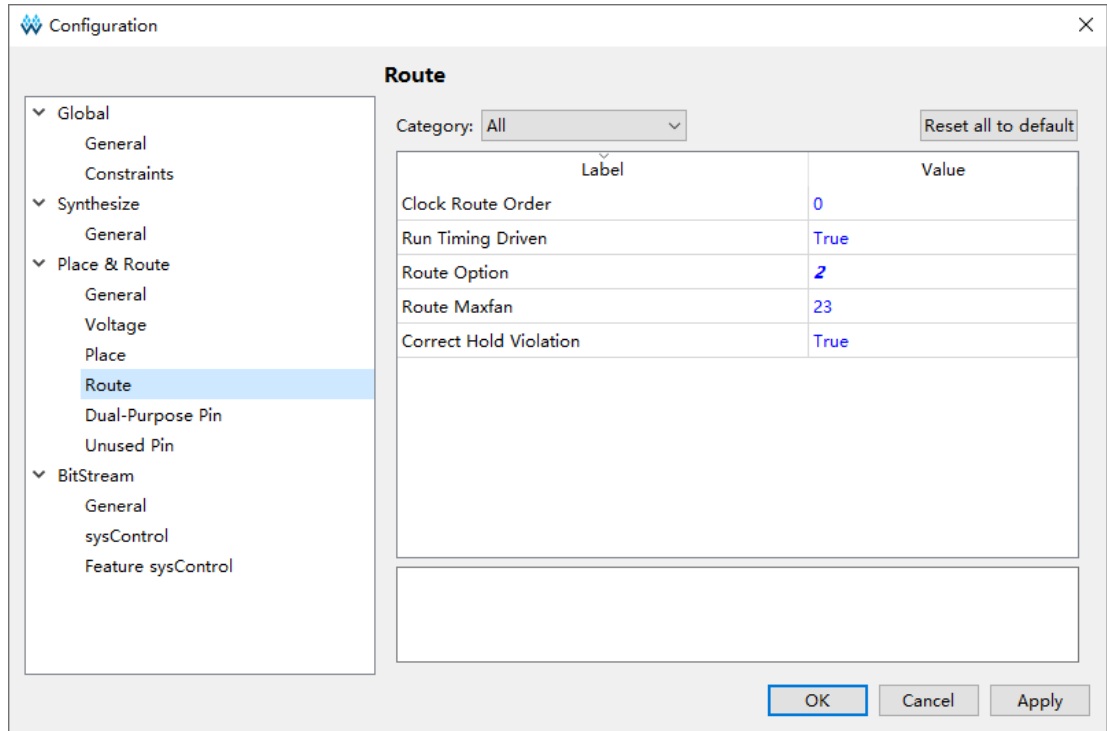 Configuration
Route
Global
General
Constraints
Synthesize
General
Place & Route
General
Voltage
Place
Route
Dual-Purpose Pin
Unused Pin
BitStream
General
sysControl
Feature sysControl
Category: All Reset all to default
Label Value
Clock Route Order 0
Run Timing Driven True
Route Option 2
Route Maxfan 23
Correct Hold Violation True
OK Cancel Apply